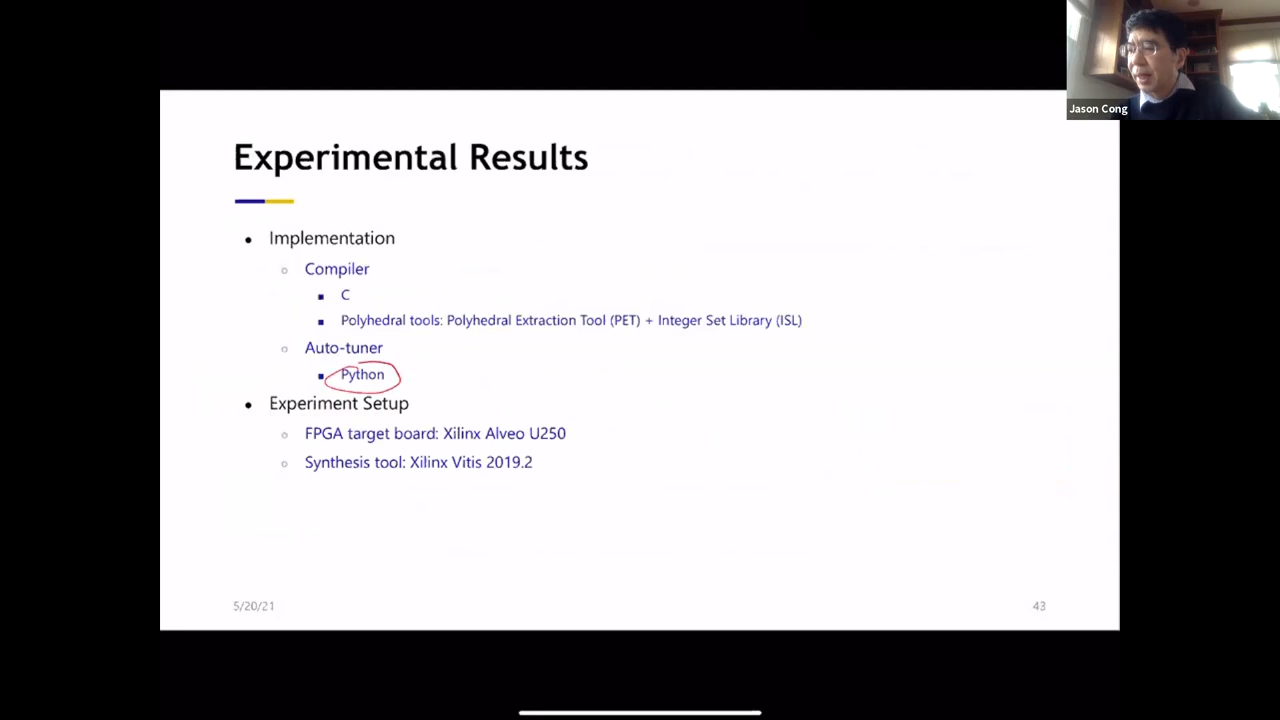 Jason Cong
Experimental Results
Implementation
Compiler
C
Polyhedral tools: Polyhedral Extraction Tool (PET) + Integer Set Library (ISL)
Auto-tuner
Python
Experiment Setup
FPGA target board: Xilinx Alveo U250
Synthesis tool: Xilinx Vitis 2019.2
5/20/21
43